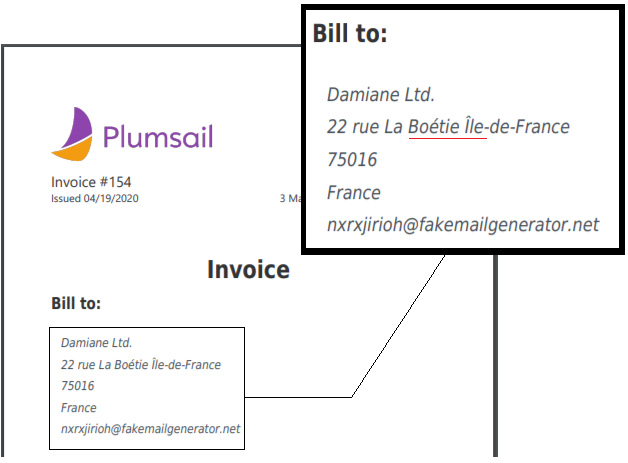 Plumsail
Invoice #154
Issued 04/19/2020
3 Ma
Invoice
Bill to:
Damiane Ltd.
22 rue La Boétie Île-de-France
75016
France
nxrxjirioh@fakemailgenerator.net
Bill to:
Damiane Ltd.
22 rue La Boétie Île-de-France
75016
France
nxrxjirioh@fakemailgenerator.net